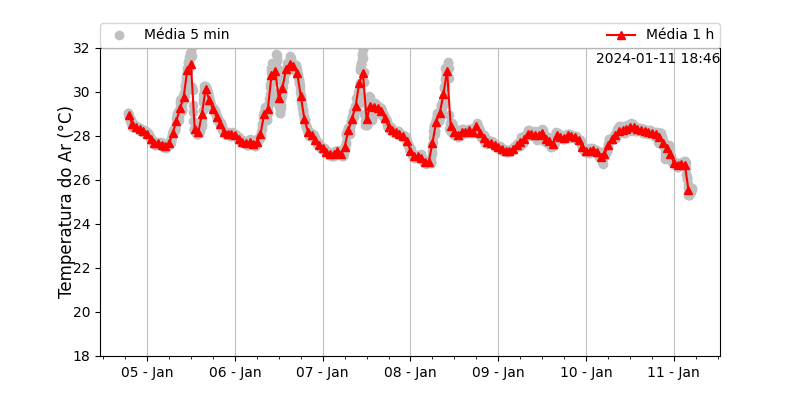 Média 5 min
Média 1 h
2024-01-11 18:46
Temperatura do Ar (°C)
32
30
28
26
24
22
20
18
05 - Jan
06 - Jan
07 - Jan
08 - Jan
09 - Jan
10 - Jan
11 - Jan